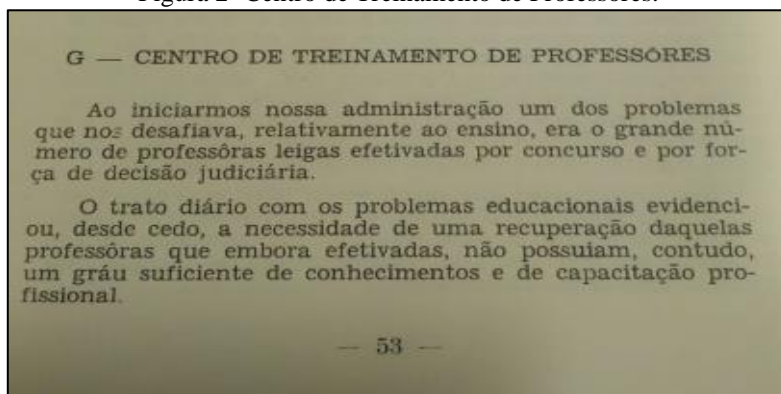 Figura 2- Centro de Treinamento de Professores.
G — CENTRO DE TREINAMENTO DE PROFESSÔRES
Ao iniciarmos nossa administração um dos problemas
que nos desafiava, relativamente ao ensino, era o grande nú-
mero de professôras leigas efetivadas por concurso e por for-
ça de decisão judiciária.
O trato diário com os problemas educacionais evidenci-
ou, desde cedo, a necessidade de uma recuperação daquelas
professôras que embora efetivadas, não possuiam, contudo,
um gráu suficiente de conhecimentos e de capacitação pro-
fissional.
— 53 —